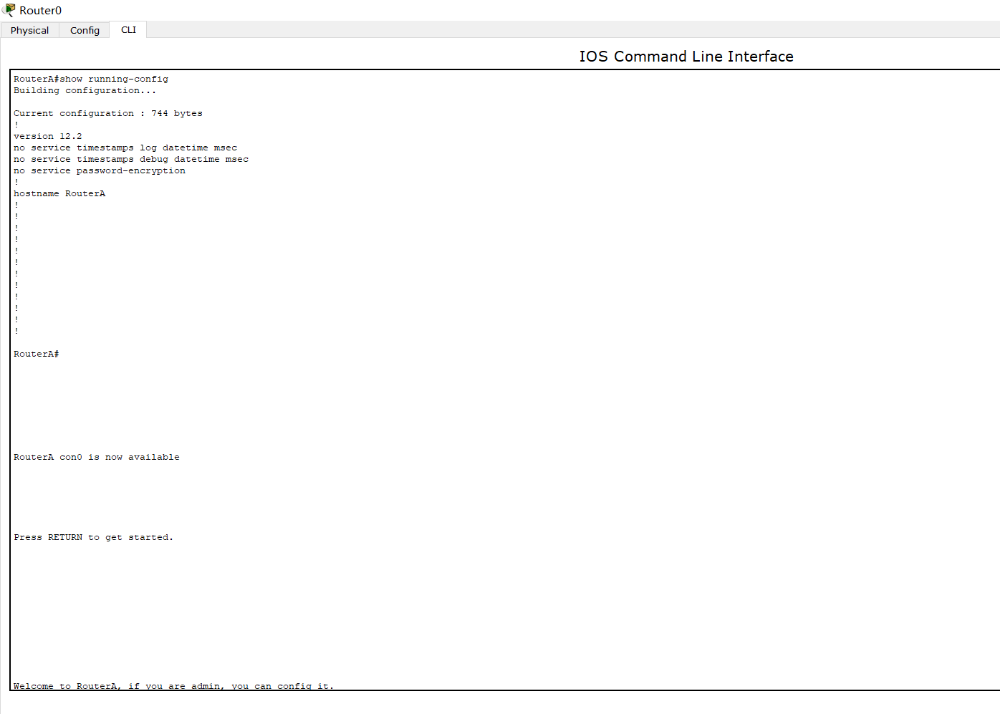 Router0
Physical Config CLI
IOS Command Line Interface
RouterA#show running-config
Building configuration...
Current configuration : 744 bytes
!
version 12.2
no service timestamps log datetime msec
no service timestamps debug datetime msec
no service password-encryption
!
hostname RouterA
!
!
!
!
!
!
!
!
!
!
!
!
RouterA#
RouterA con0 is now available
Press RETURN to get started.
Welcome to RouterA, if you are admin, you can config it.